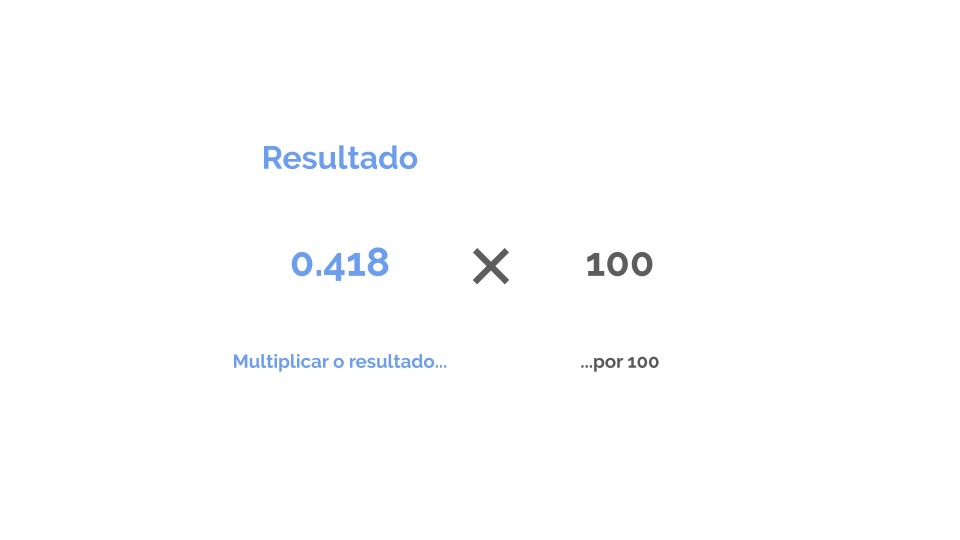 Resultado
0.418 × 100
Multiplicar o resultado... ...por 100